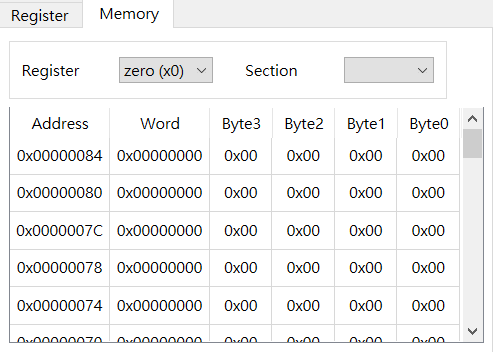 Register Memory
Register zero (x0) Section
Address Word Byte3 Byte2 Byte1 Byte0
0x00000084 0x00000000 0x00 0x00 0x00 0x00
0x00000080 0x00000000 0x00 0x00 0x00 0x00
0x0000007C 0x00000000 0x00 0x00 0x00 0x00
0x00000078 0x00000000 0x00 0x00 0x00 0x00
0x00000074 0x00000000 0x00 0x00 0x00 0x00
0x00000070 0x00000000 0x00 0x00 0x00 0x00